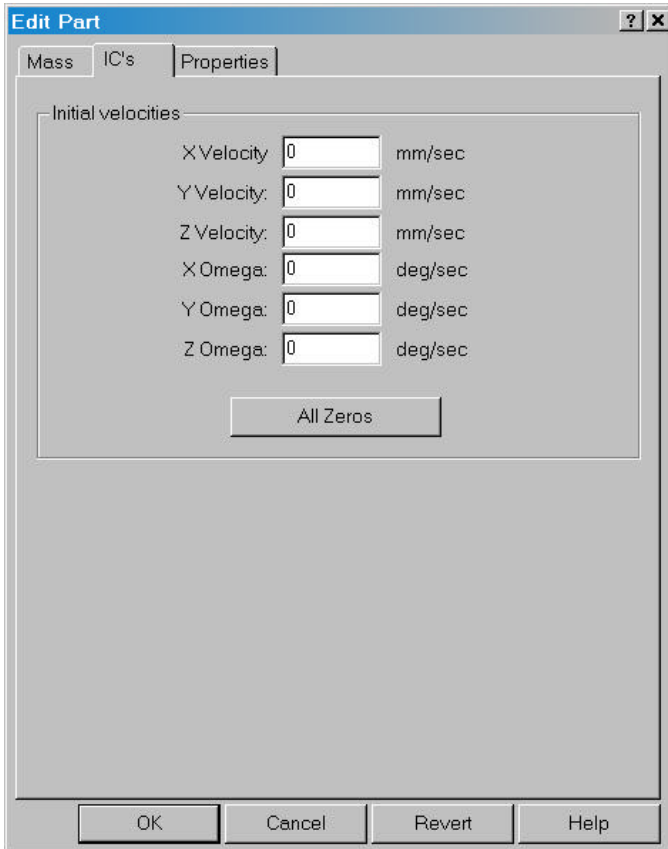 Edit Part
Mass IC's Properties
Initial velocities
X Velocity 0 mm/sec
Y Velocity: 0 mm/sec
Z Velocity: 0 mm/sec
X Omega: 0 deg/sec
Y Omega: 0 deg/sec
Z Omega: 0 deg/sec
All Zeros
OK Cancel Revert Help